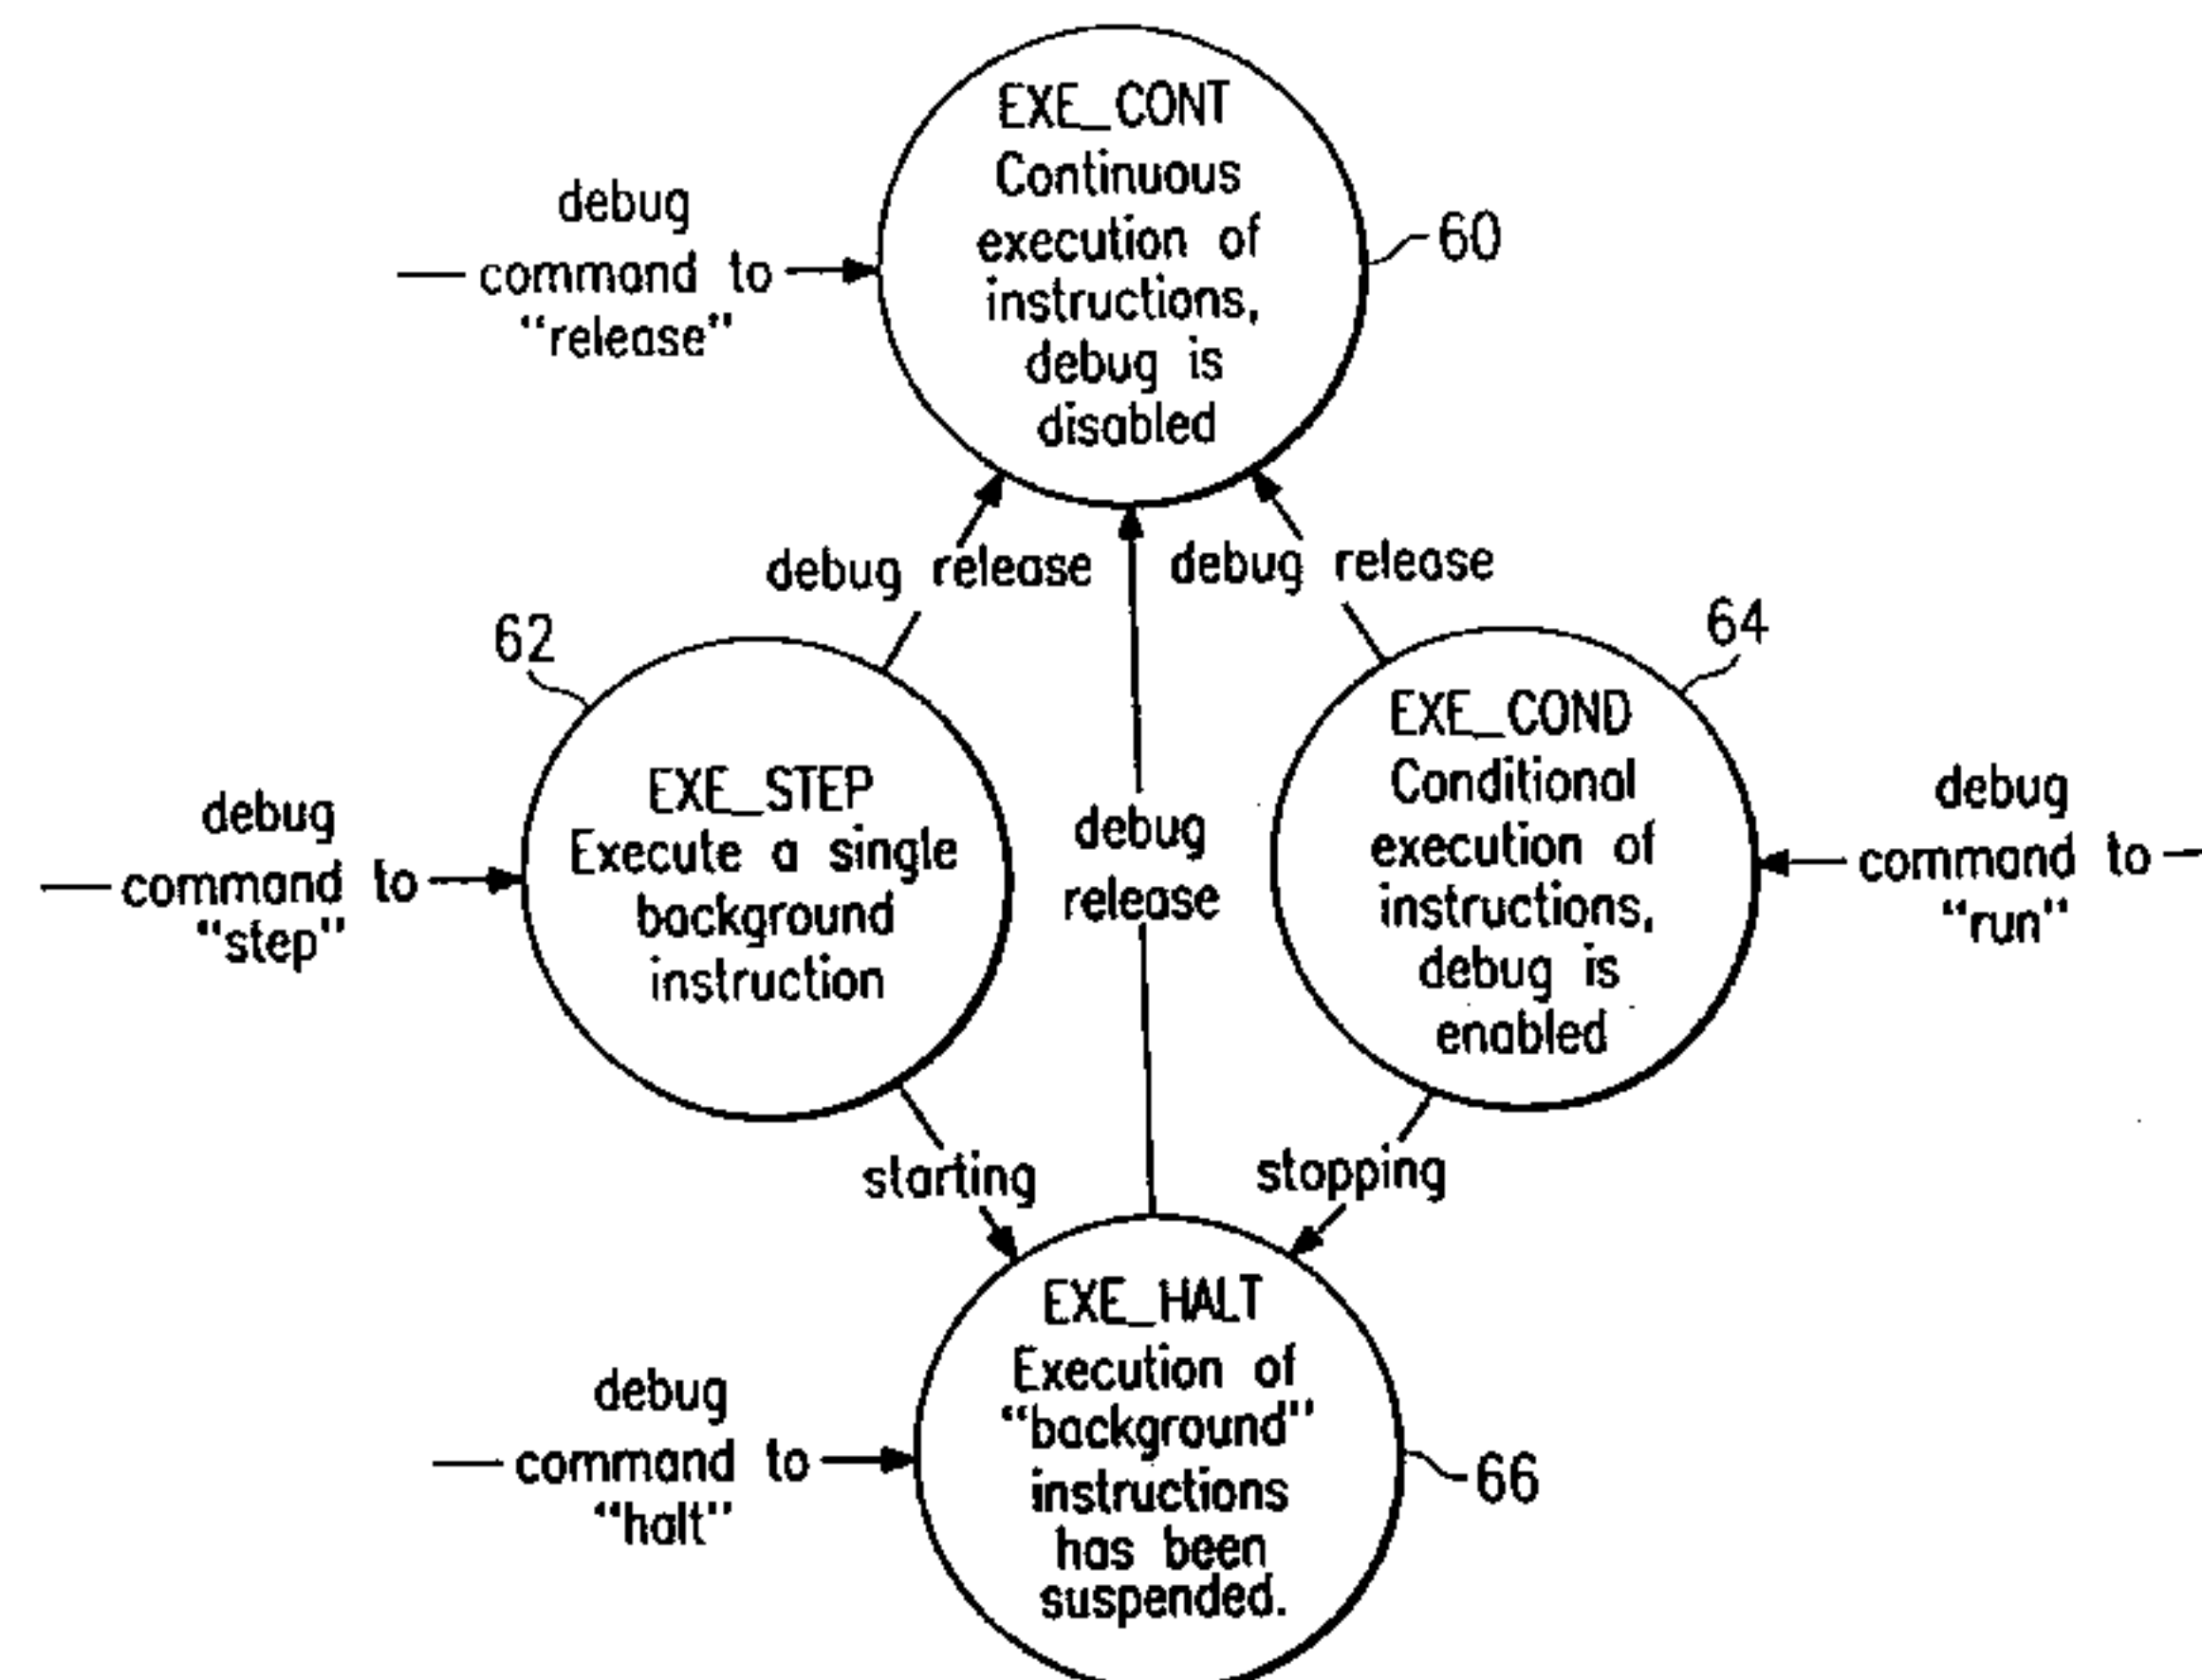 EXE_CONT
Continuous
execution of
instructions,
debug is
disabled
60
debug
command to
"release"
debug release
debug release
62
64
EXE_STEP
Execute a single
background
instruction
debug
command to
"step"
debug
release
EXE_COND
Conditional
execution of
instructions,
debug is
enabled
debug
command to
"run"
starting
stopping
EXE_HALT
Execution of
"background"
instructions
has been
suspended.
66
debug
command to
"halt"